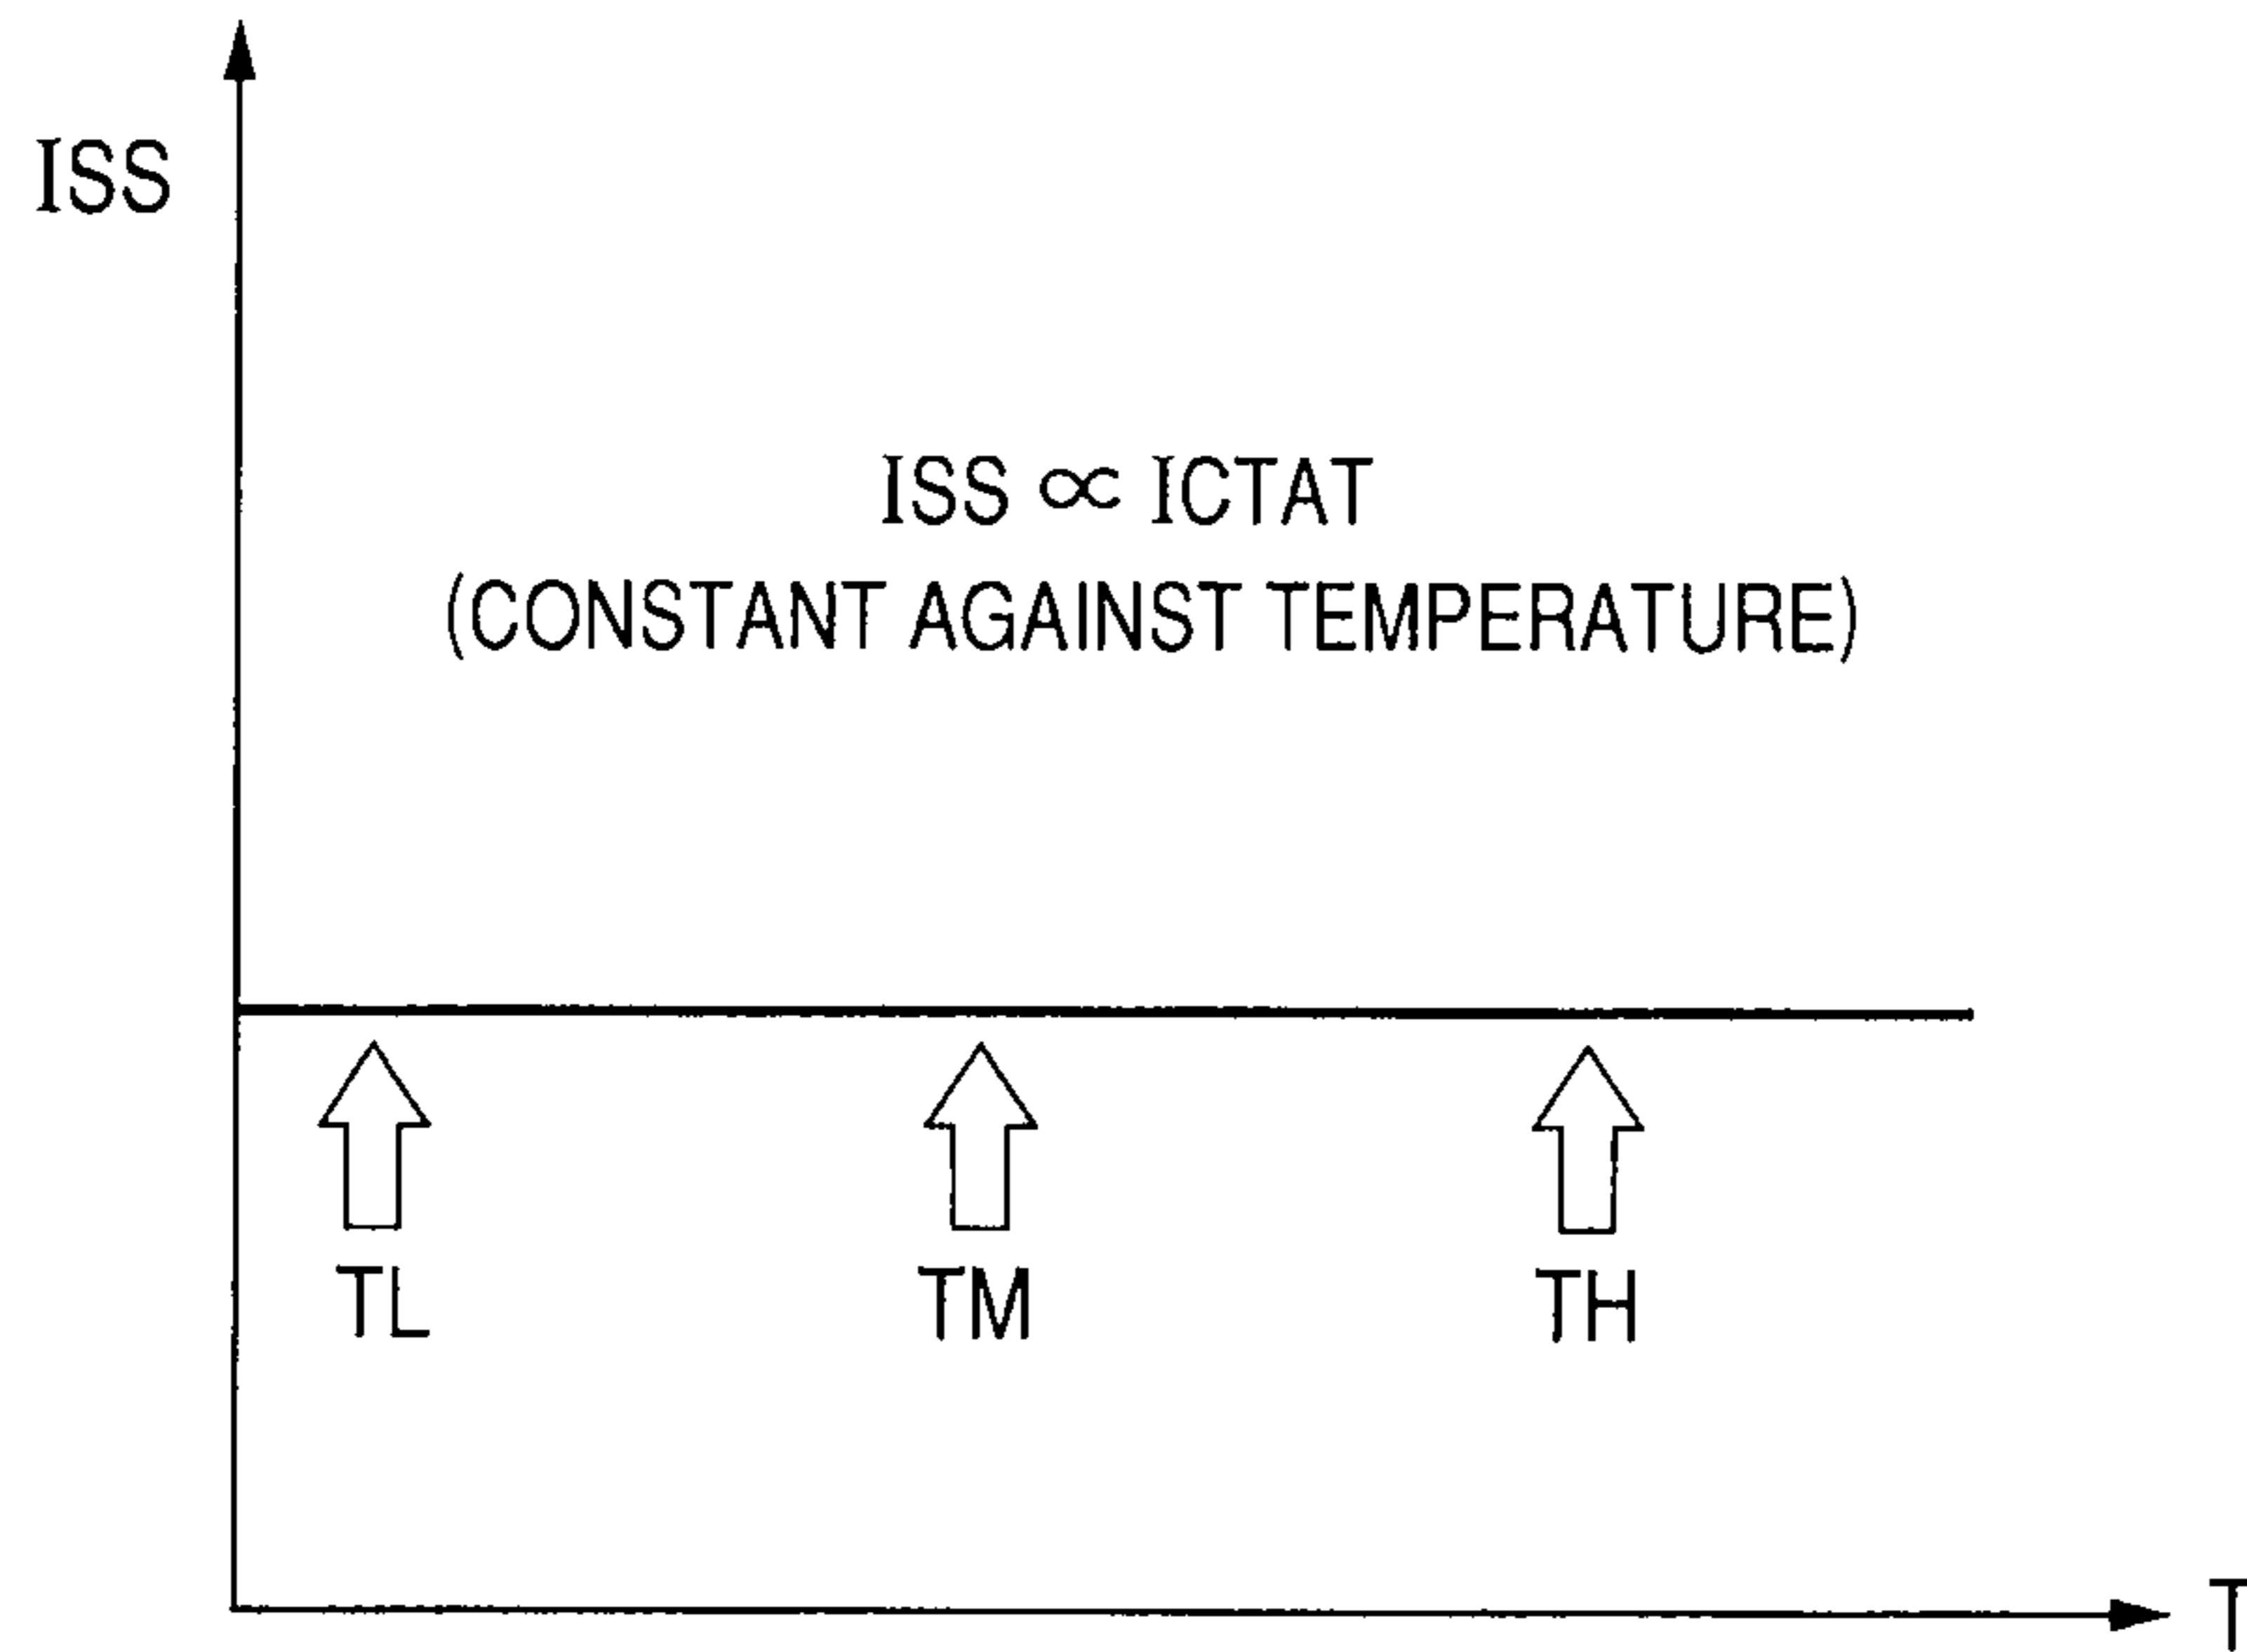 ISS
ISS ∝ ICTAT
(CONSTANT AGAINST TEMPERATURE)
TL TM TH
T